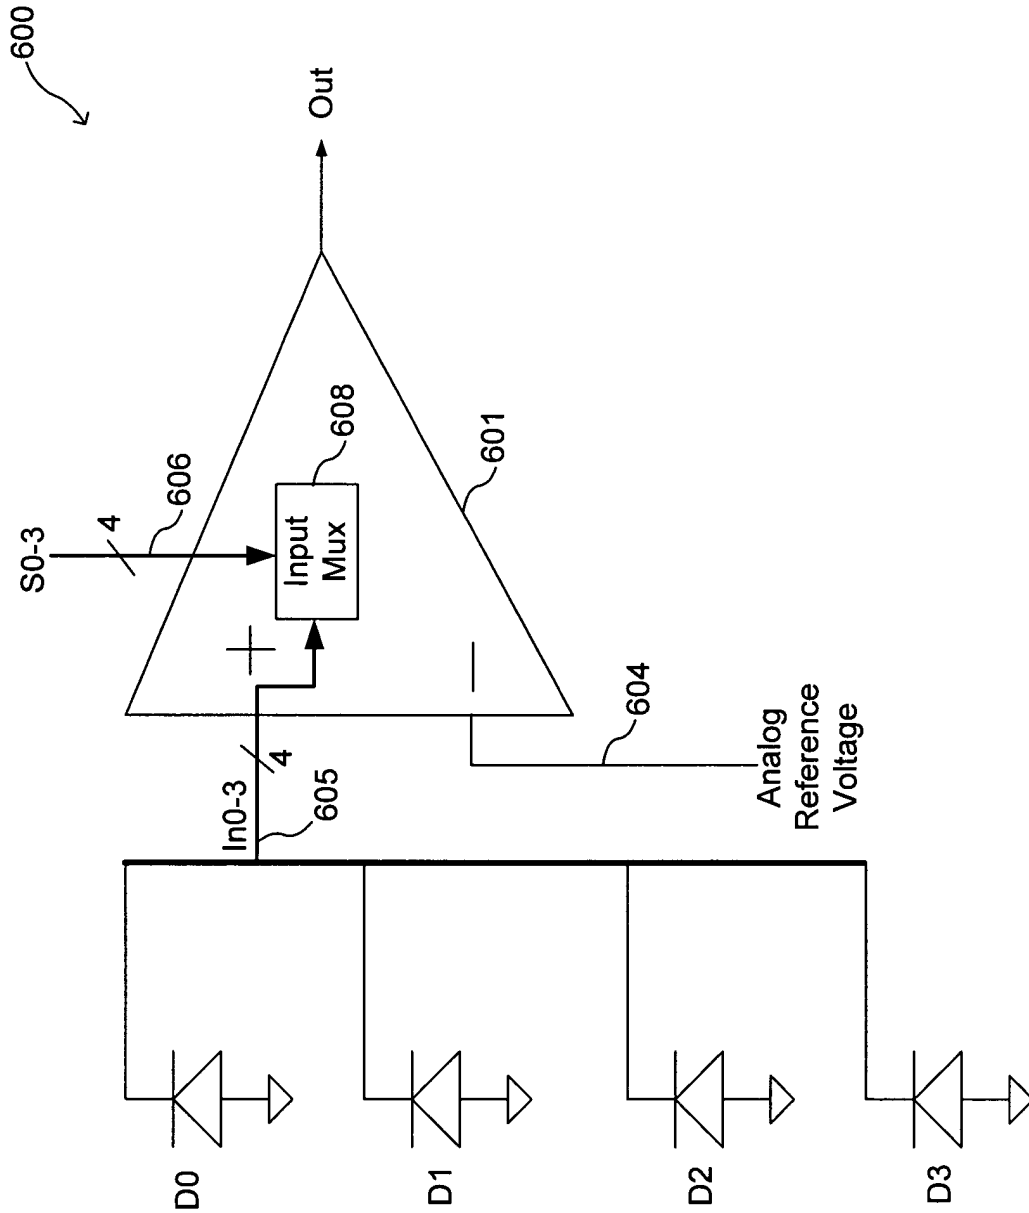 600
S0-3
4
606
Out
In0-3
4
605
Input
Mux
608
601
604
Analog
Reference
Voltage
D0
D1
D2
D3